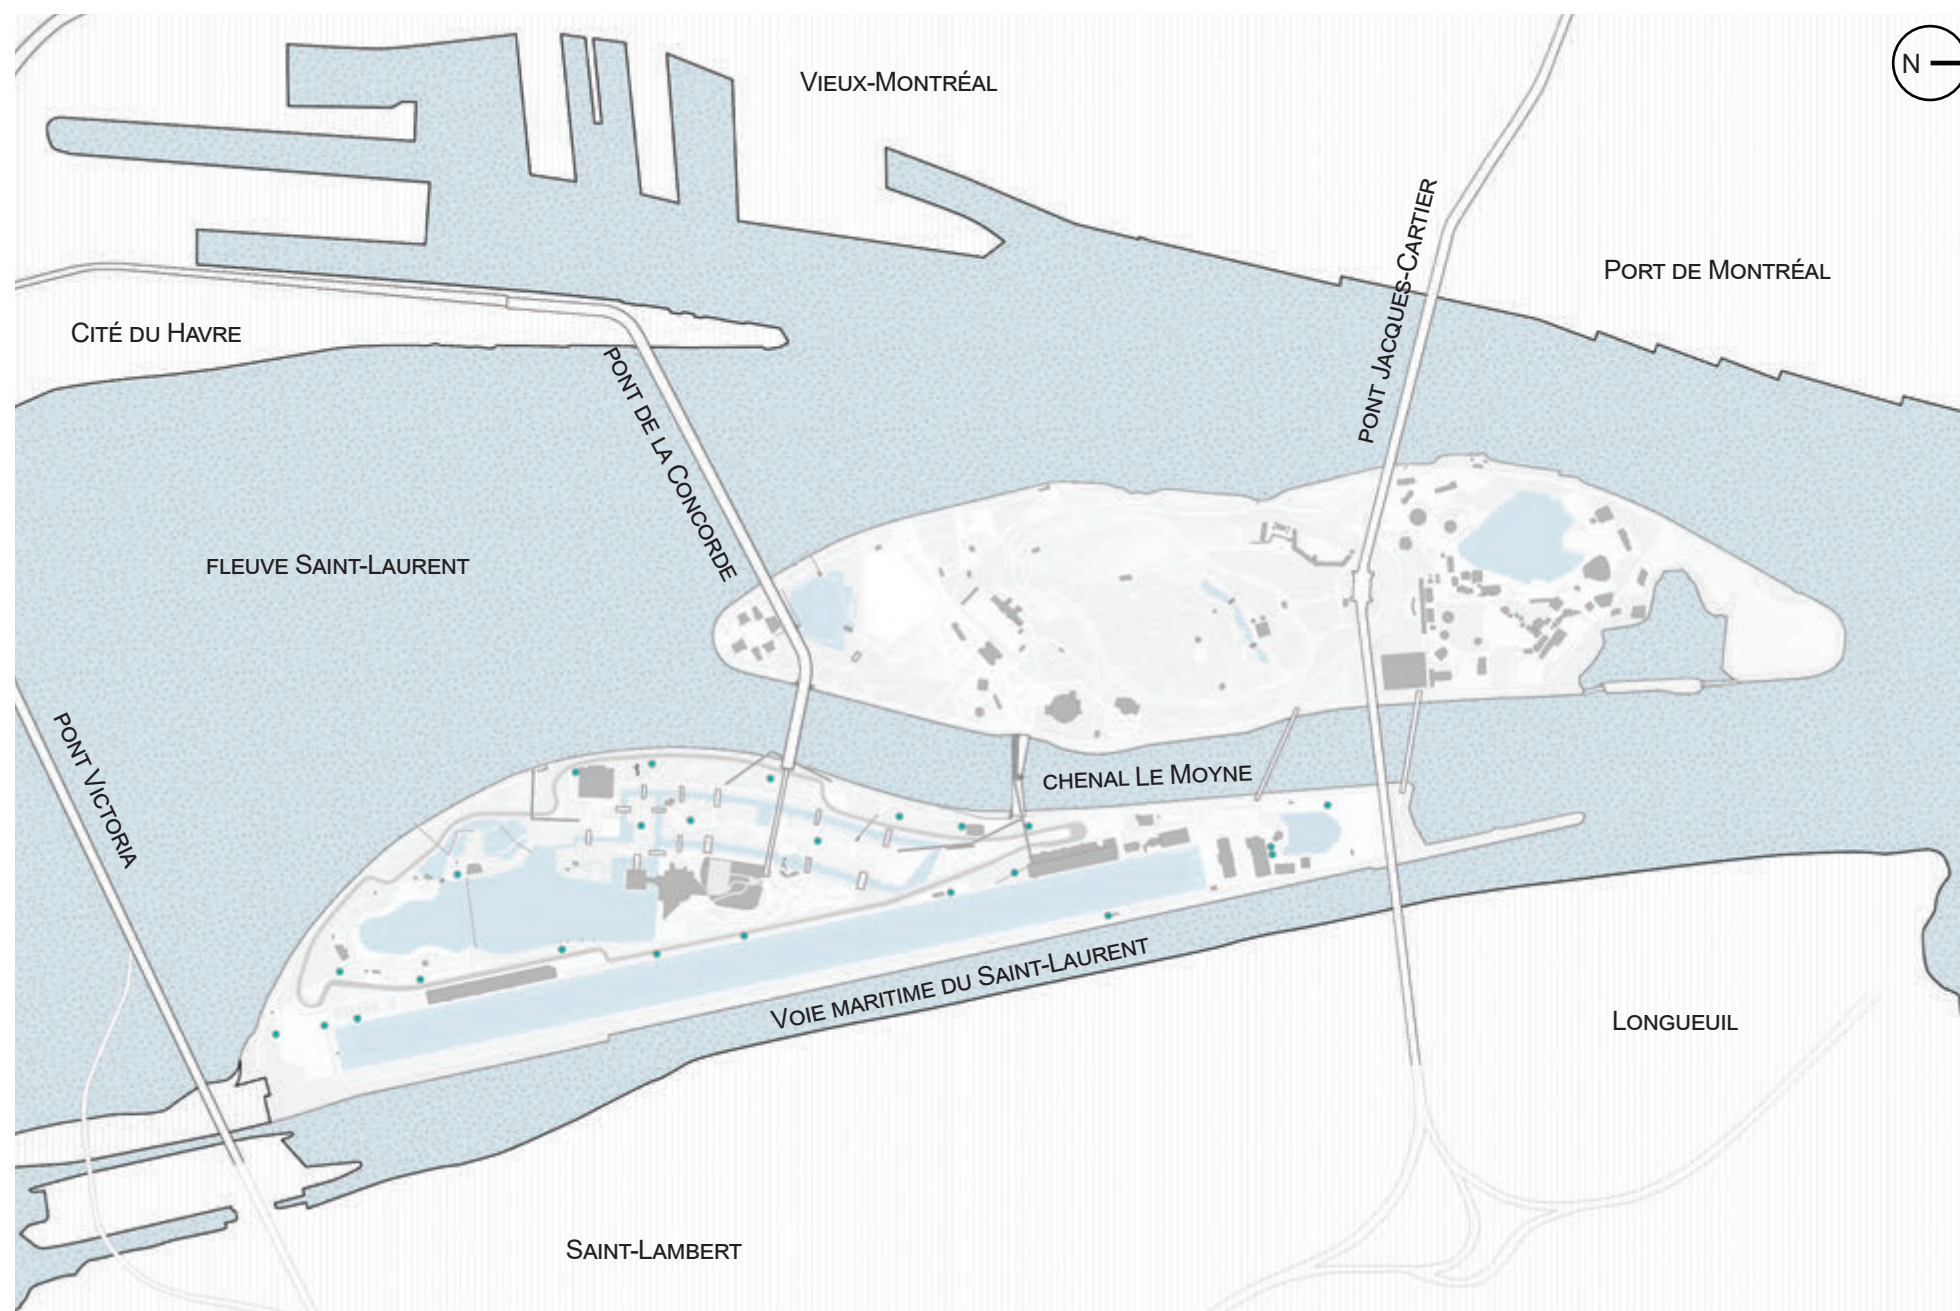 VIEUX-MONTRÉAL
N
PORT DE MONTRÉAL
CITÉ DU HAVRE
PONT JACQUES-CARTIER
PONT DE LA CONCORDE
FLEUVE SAINT-LAURENT
PONT VICTORIA
CHENAL LE MOYNE
VOIE MARITIME DU SAINT-LAURENT
LONGUEUIL
SAINT-LAMBERT